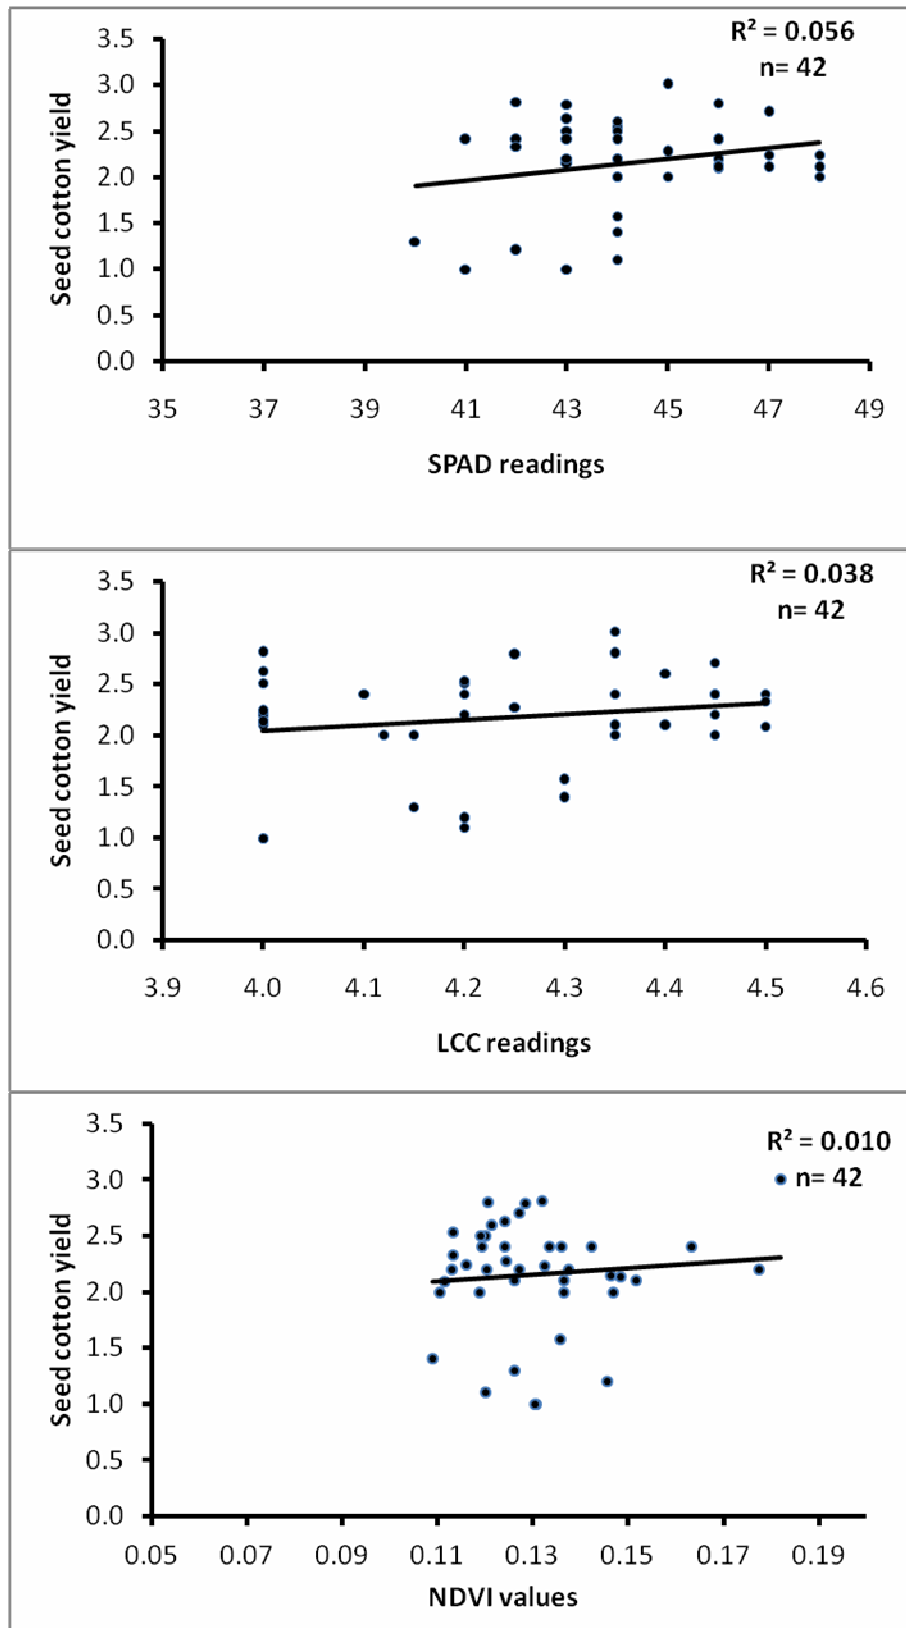 R² = 0.056
n= 42
3.5
3.0
2.5
2.0
1.5
1.0
0.5
0.0
Seed cotton yield
35 37 39 41 43 45 47 49
SPAD readings
R² = 0.038
n= 42
3.5
3.0
2.5
2.0
1.5
1.0
0.5
0.0
Seed cotton yield
3.9 4.0 4.1 4.2 4.3 4.4 4.5 4.6
LCC readings
R² = 0.010
n= 42
3.5
3.0
2.5
2.0
1.5
1.0
0.5
0.0
Seed cotton yield
0.05 0.07 0.09 0.11 0.13 0.15 0.17 0.19
NDVI values